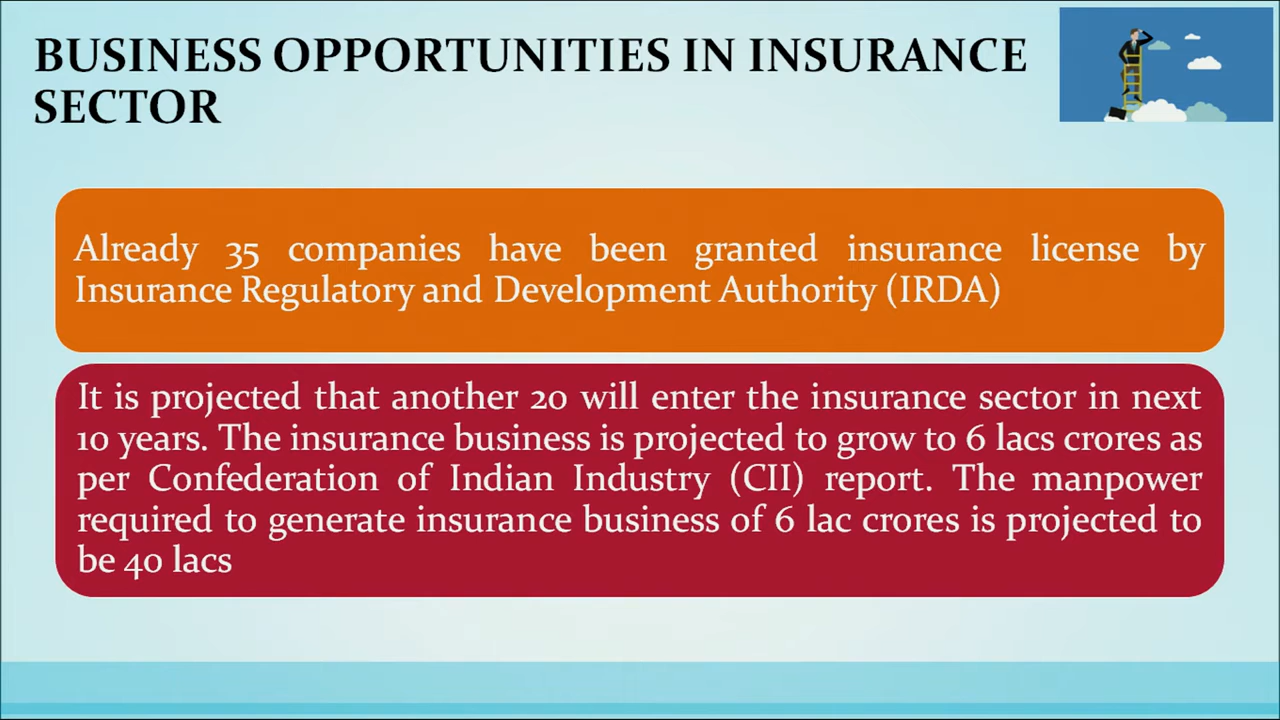 BUSINESS OPPORTUNITIES IN INSURANCE
SECTOR
Already 35 companies have been granted insurance license by
Insurance Regulatory and Development Authority (IRDA)
It is projected that another 20 will enter the insurance sector in next
10 years. The insurance business is projected to grow to 6 lacs crores as
per Confederation of Indian Industry (CII) report. The manpower
required to generate insurance business of 6 lac crores is projected to
be 40 lacs